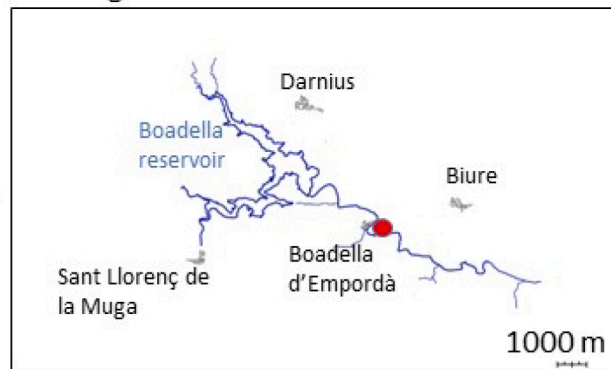 Darnius
Boadella
reservoir
Biure
Boadella
d'Empordà
Sant Llorenç de
la Muga
1000 m